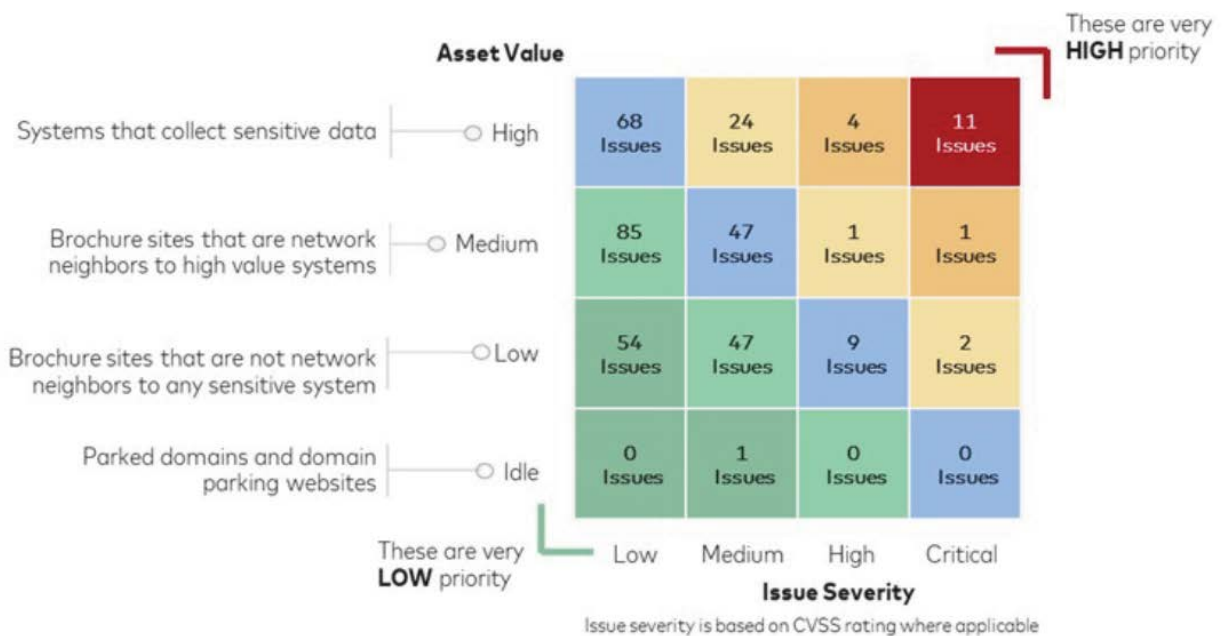 These are very
HIGH priority
Asset Value
Systems that collect sensitive data
High
68
Issues
24
Issues
4
Issues
11
Issues
Brochure sites that are network
neighbors to high value systems
Medium
85
Issues
47
Issues
1
Issues
1
Issues
Brochure sites that are not network
neighbors to any sensitive system
Low
54
Issues
47
Issues
9
Issues
2
Issues
Parked domains and domain
parking websites
Idle
0
Issues
1
Issues
0
Issues
0
Issues
These are very
LOW priority
Low
Medium
High
Critical
Issue Severity
Issue severity is based on CVSS rating where applicable